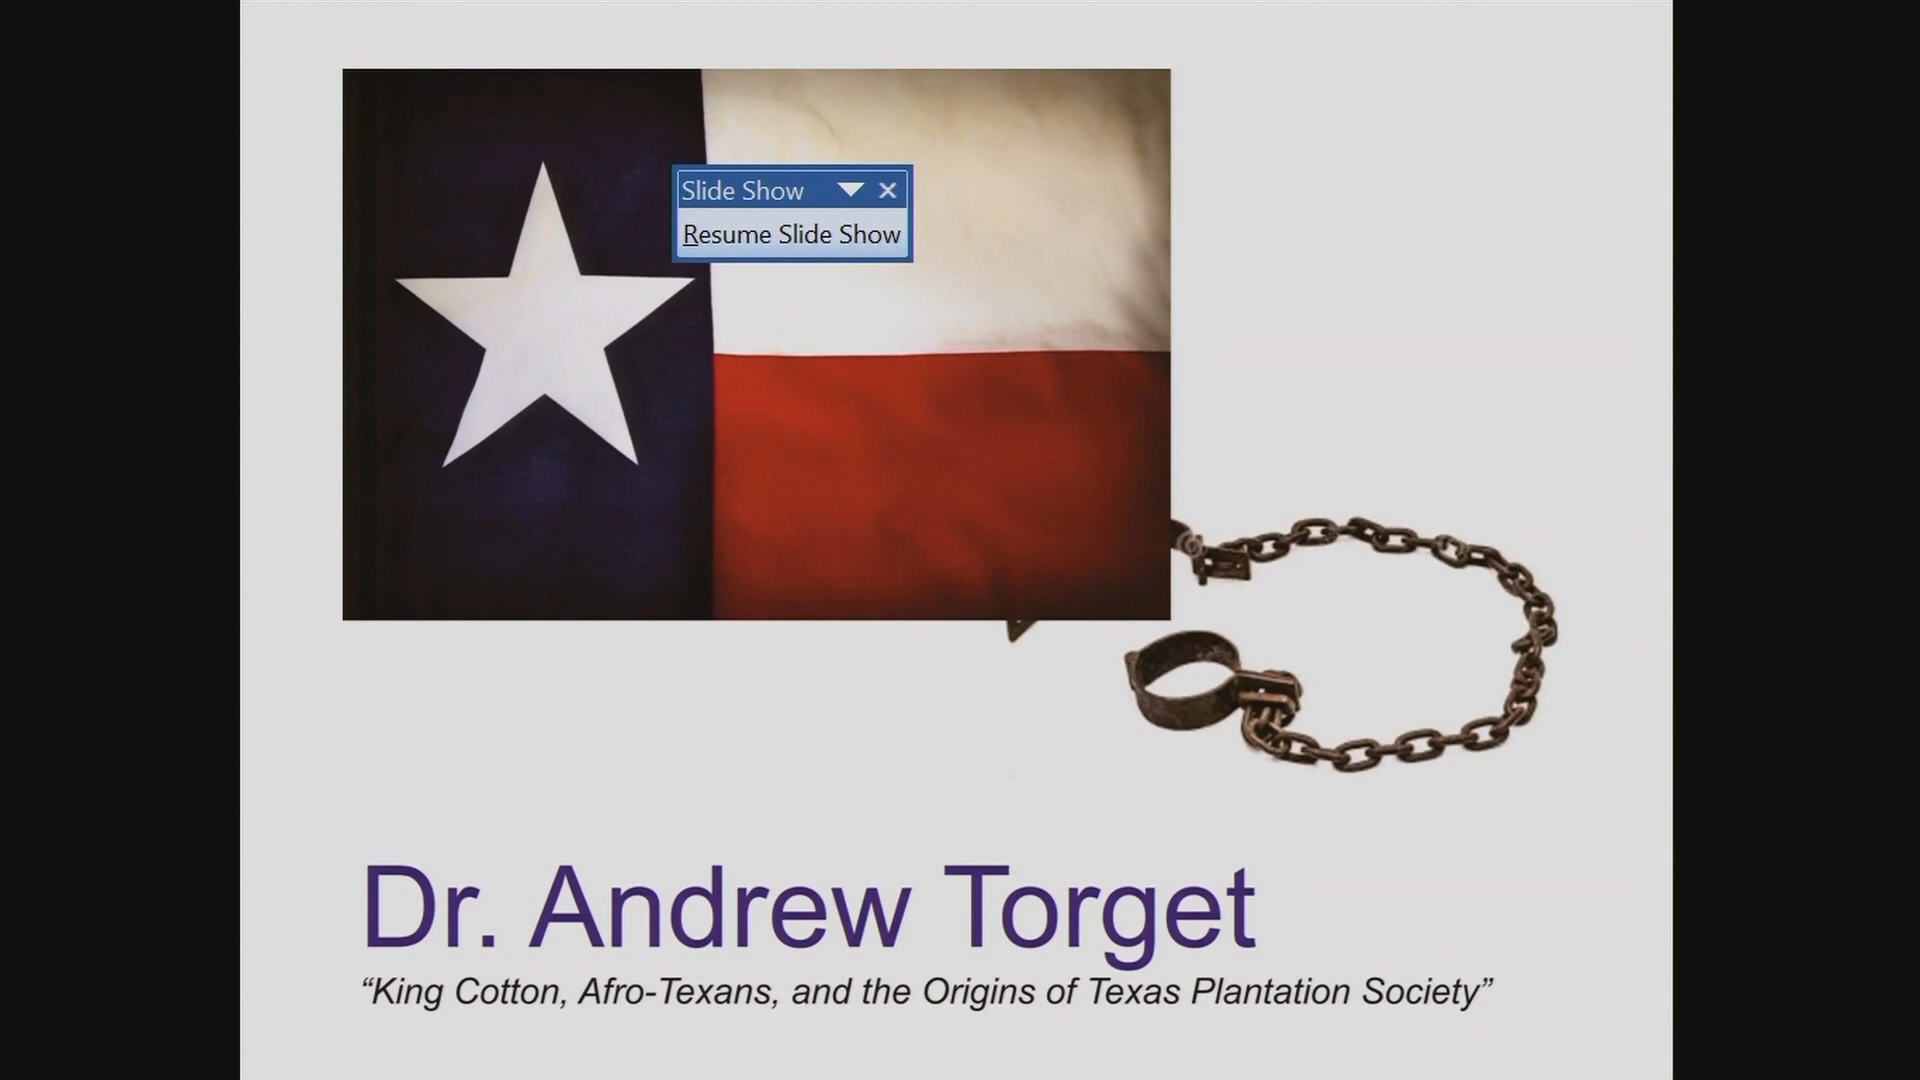 Slide Show
Resume Slide Show
Dr. Andrew Torget
“King Cotton, Afro-Texans, and the Origins of Texas Plantation Society”